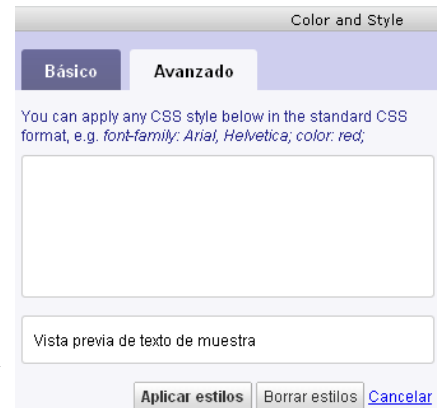 Color and Style
Básico Avanzado
You can apply any CSS style below in the standard CSS
format, e.g. font-family: Arial, Helvetica; color: red;
Vista previa de texto de muestra
Aplicar estilos Borrar estilos Cancelar